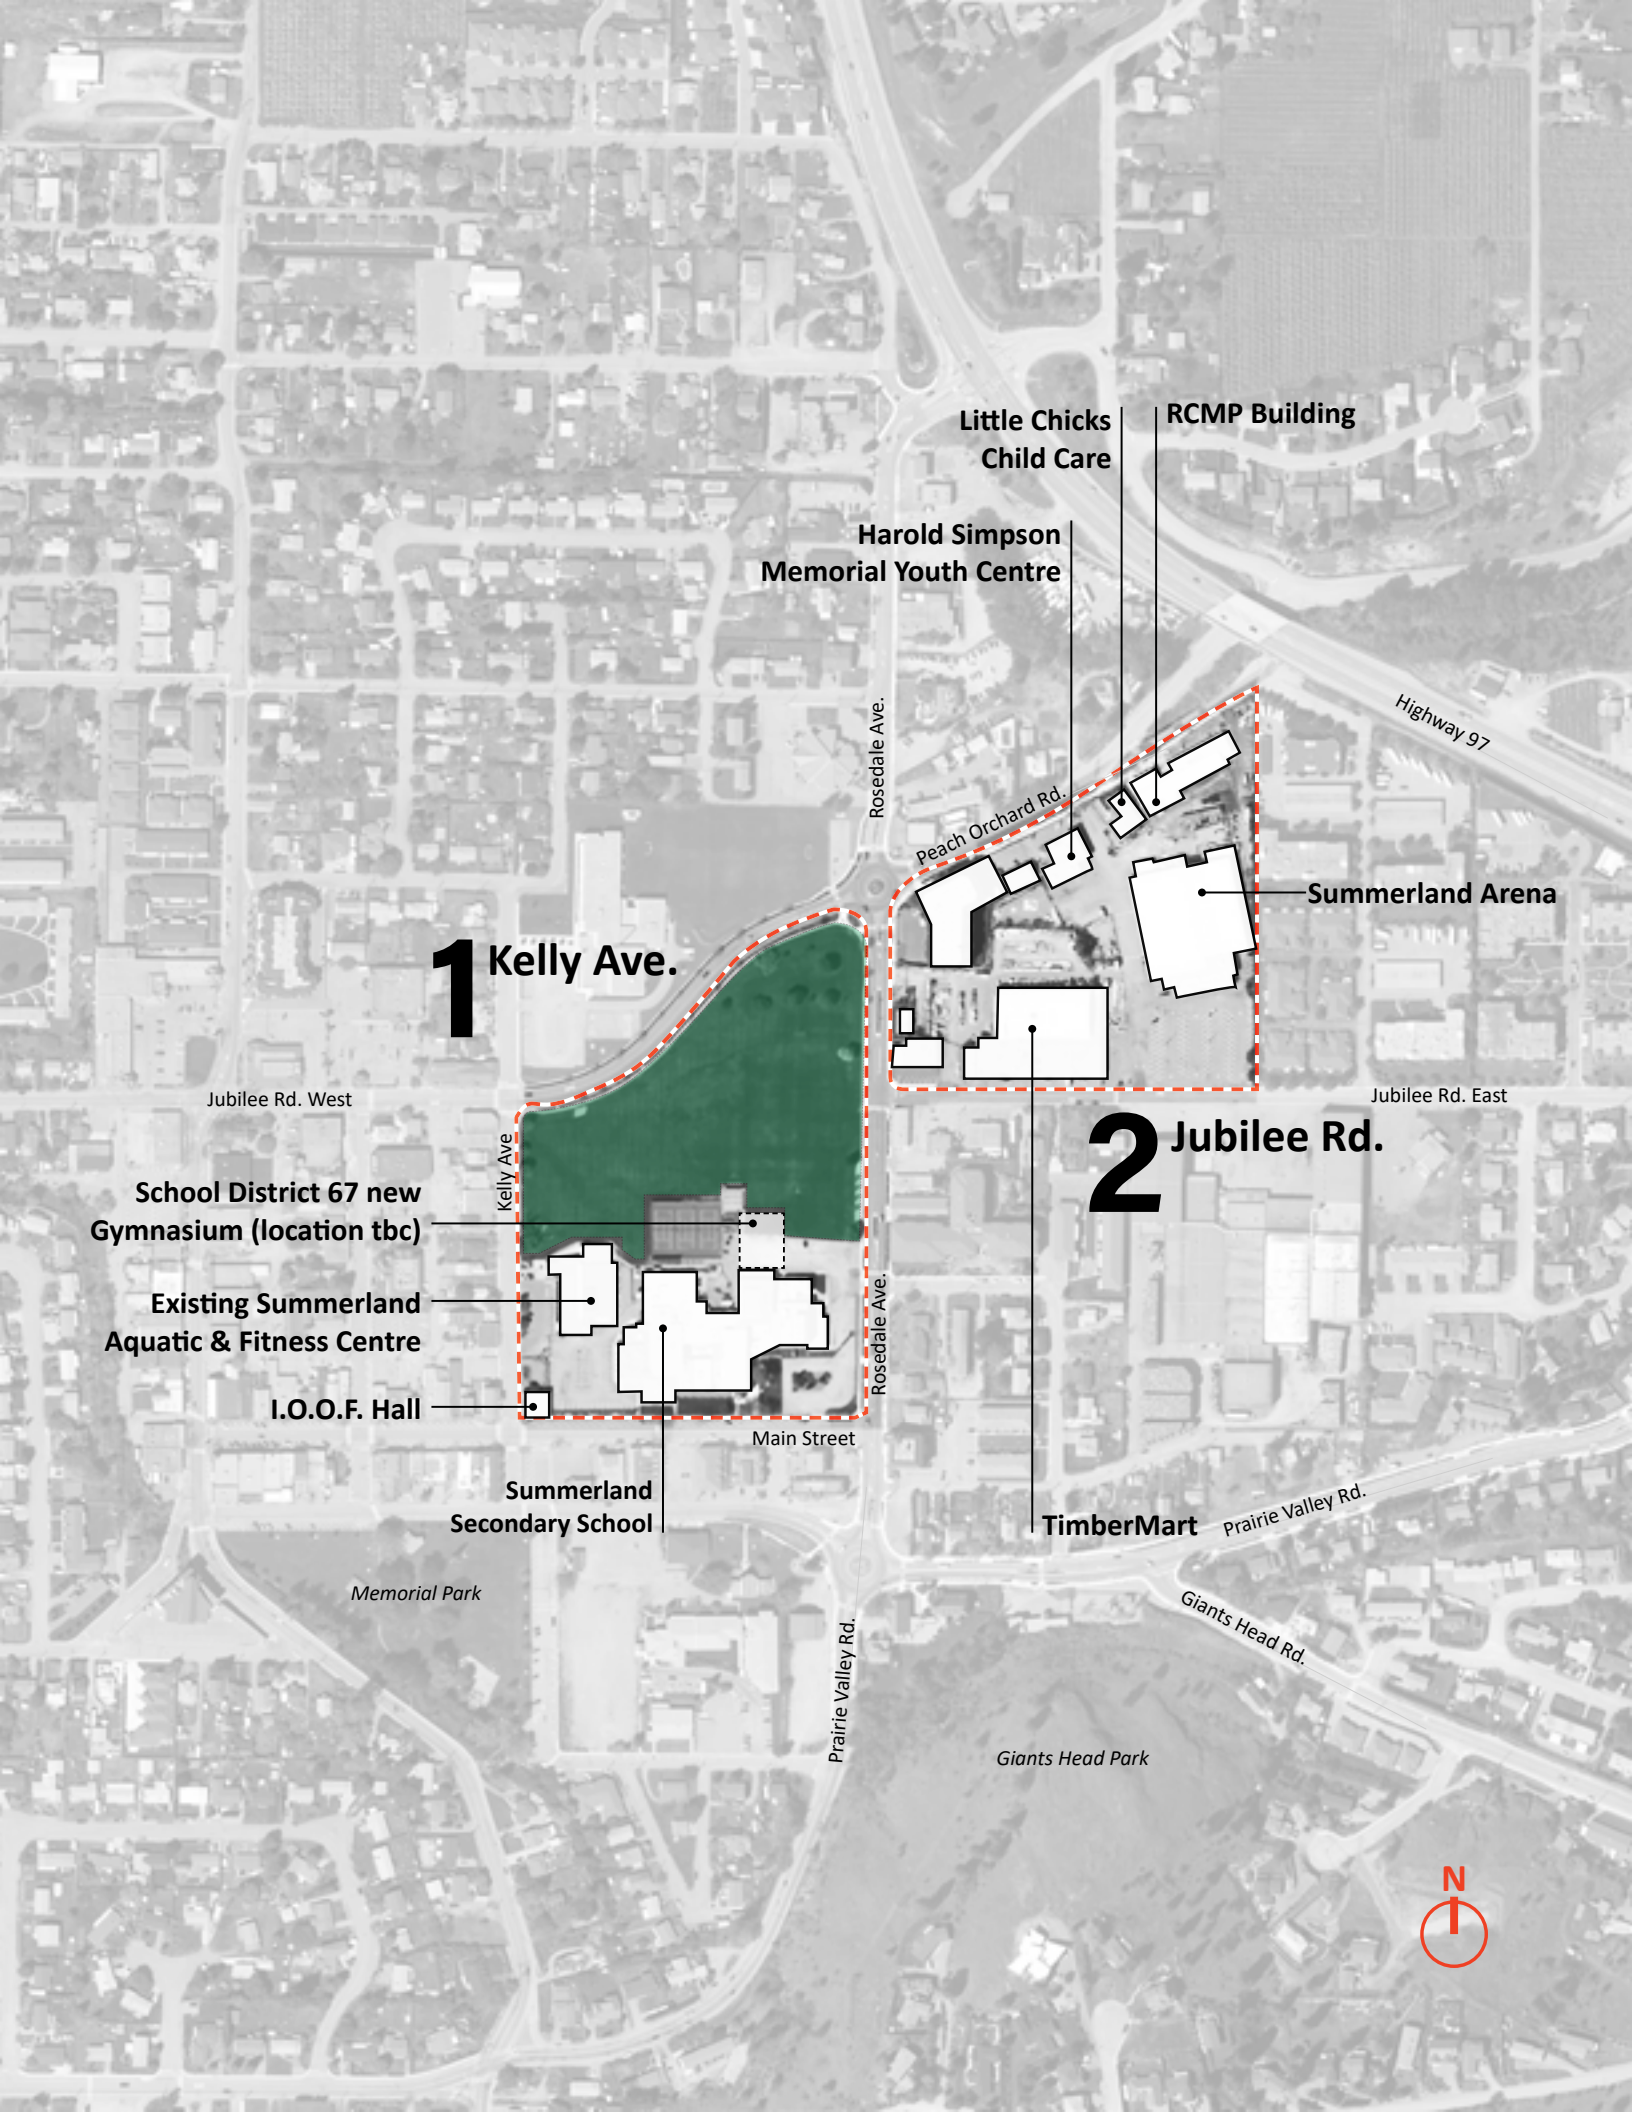 Little Chicks
Child Care
RCMP Building
Harold Simpson
Memorial Youth Centre
Highway 97
Rosedale Ave.
Peach Orchard Rd.
Summerland Arena
1 Kelly Ave.
Jubilee Rd. West
Jubilee Rd. East
2 Jubilee Rd.
Kelly Ave
School District 67 new
Gymnasium (location tbc)
Existing Summerland
Aquatic & Fitness Centre
Rosedale Ave.
I.O.O.F. Hall
Main Street
Summerland
Secondary School
TimberMart
Prairie Valley Rd.
Memorial Park
Giants Head Rd.
Prairie Valley Rd.
Giants Head Park
N